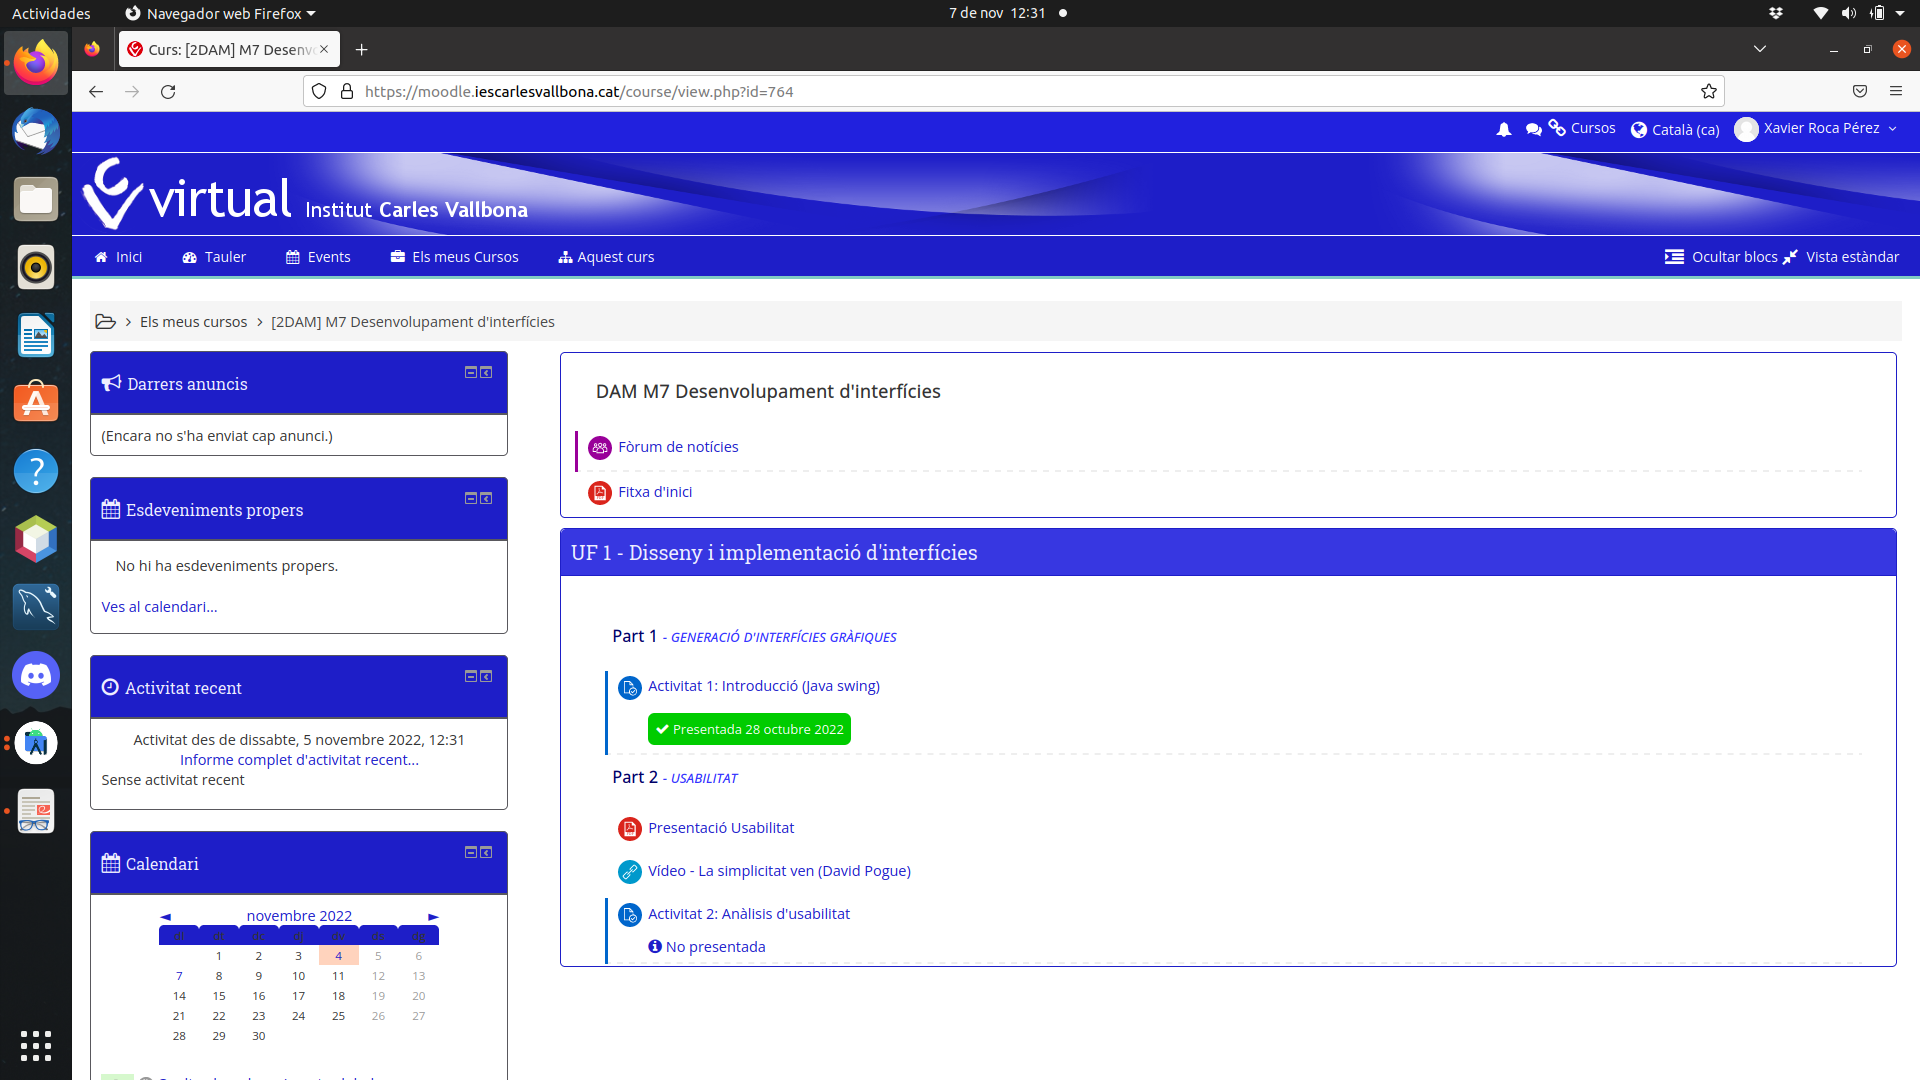 Actividades
Navegador web Firefox
7 de nov 12:31
Curs: [2DAM] M7 Desenv
https://moodle.iescarlesvallbona.cat/course/view.php?id=764
Cursos
Català (ca)
Xavier Roca Pérez
virtual Institut Carles Vallbona
Inici
Tauler
Events
Els meus Cursos
Aquest curs
Ocultar blocs
Vista estàndar
Els meus cursos
[2DAM] M7 Desenvolupament d'interfícies
Darrers anuncis
(Encara no s'ha enviat cap anunci.)
Esdeveniments propers
No hi ha esdeveniments propers.
Ves al calendari...
Activitat recent
Activitat des de dissabte, 5 novembre 2022, 12:31
Informe complet d'activitat recent...
Sense activitat recent
Calendari
◄ novembre 2022 ►
1 2 3 4 5 6
7 8 9 10 11 12 13
14 15 16 17 18 19 20
21 22 23 24 25 26 27
28 29 30
DAM M7 Desenvolupament d'interfícies
Fòrum de notícies
Fitxa d'inici
UF 1 - Disseny i implementació d'interfícies
Part 1 - GENERACIÓ D'INTERFÍCIES GRÀFIQUES
Activitat 1: Introducció (Java swing)
Presentada 28 octubre 2022
Part 2 - USABILITAT
Presentació Usabilitat
Vídeo - La simplicitat ven (David Pogue)
Activitat 2: Anàlisis d'usabilitat
No presentada